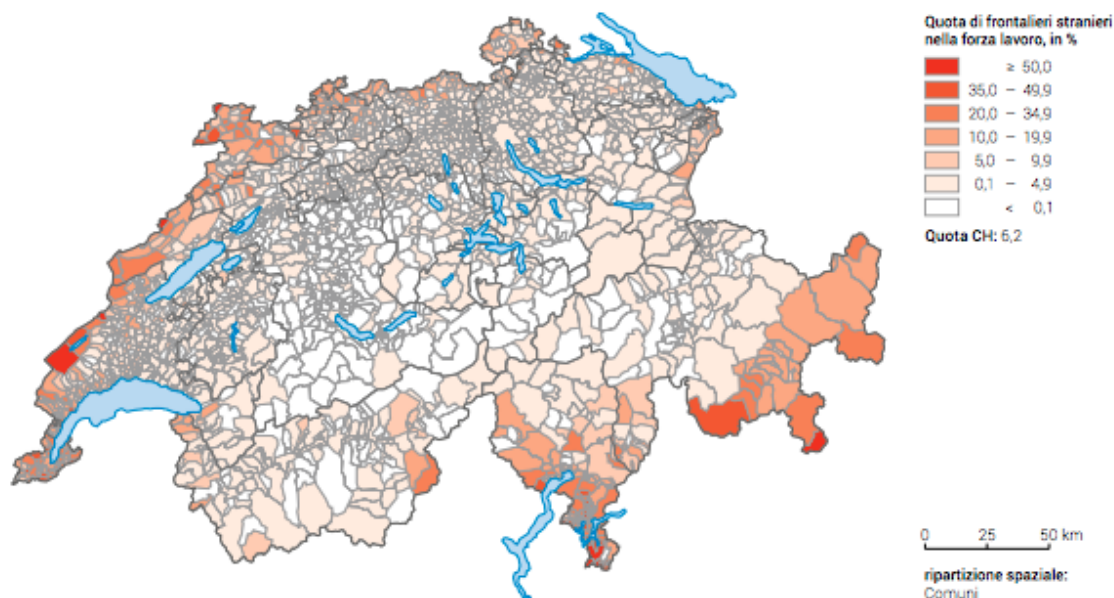 Quota di frontalieri stranieri
nella forza lavoro, in %
≥ 50,0
35,0 – 49,9
20,0 – 34,9
10,0 – 19,9
5,0 – 9,9
0,1 – 4,9
< 0,1
Quota CH: 6,2
0 25 50 km
ripartizione spaziale:
Comuni